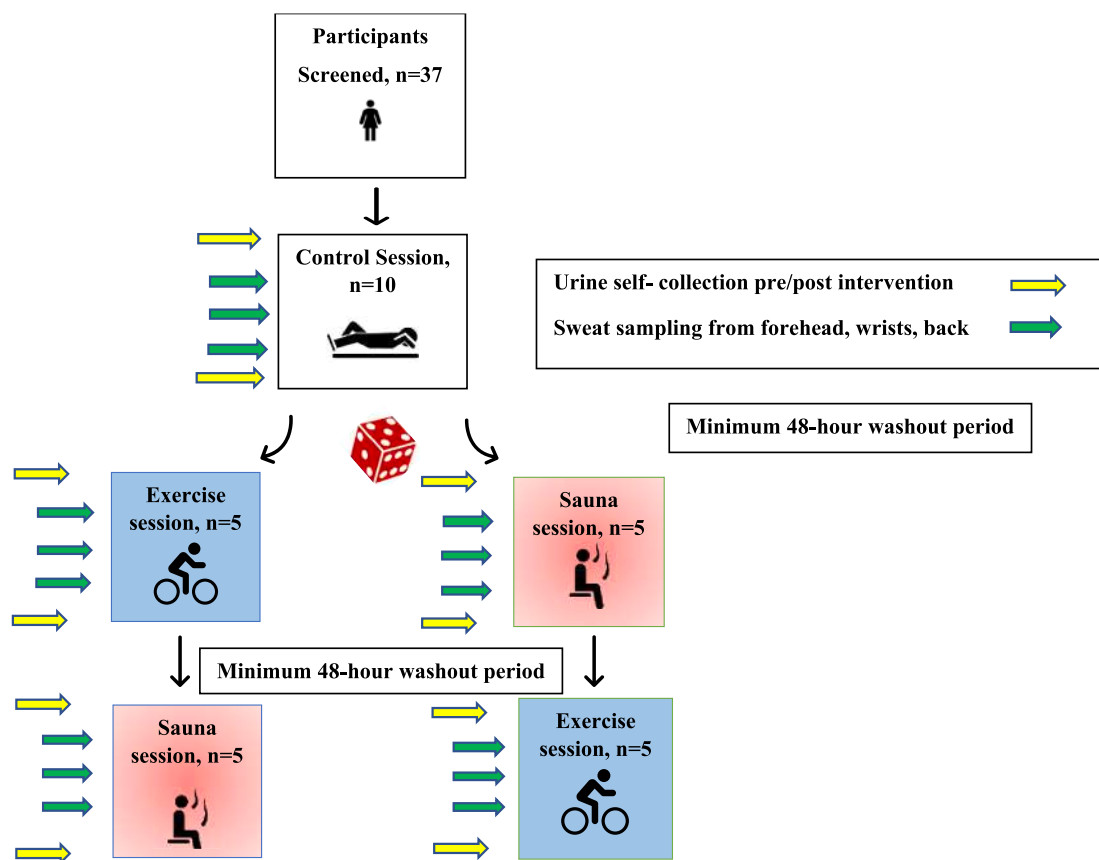 Participants
Screened, n=37
Control Session,
n=10
Urine self- collection pre/post intervention
Sweat sampling from forehead, wrists, back
Minimum 48-hour washout period
Exercise
session, n=5
Sauna
session, n=5
Minimum 48-hour washout period
Sauna
session, n=5
Exercise
session, n=5